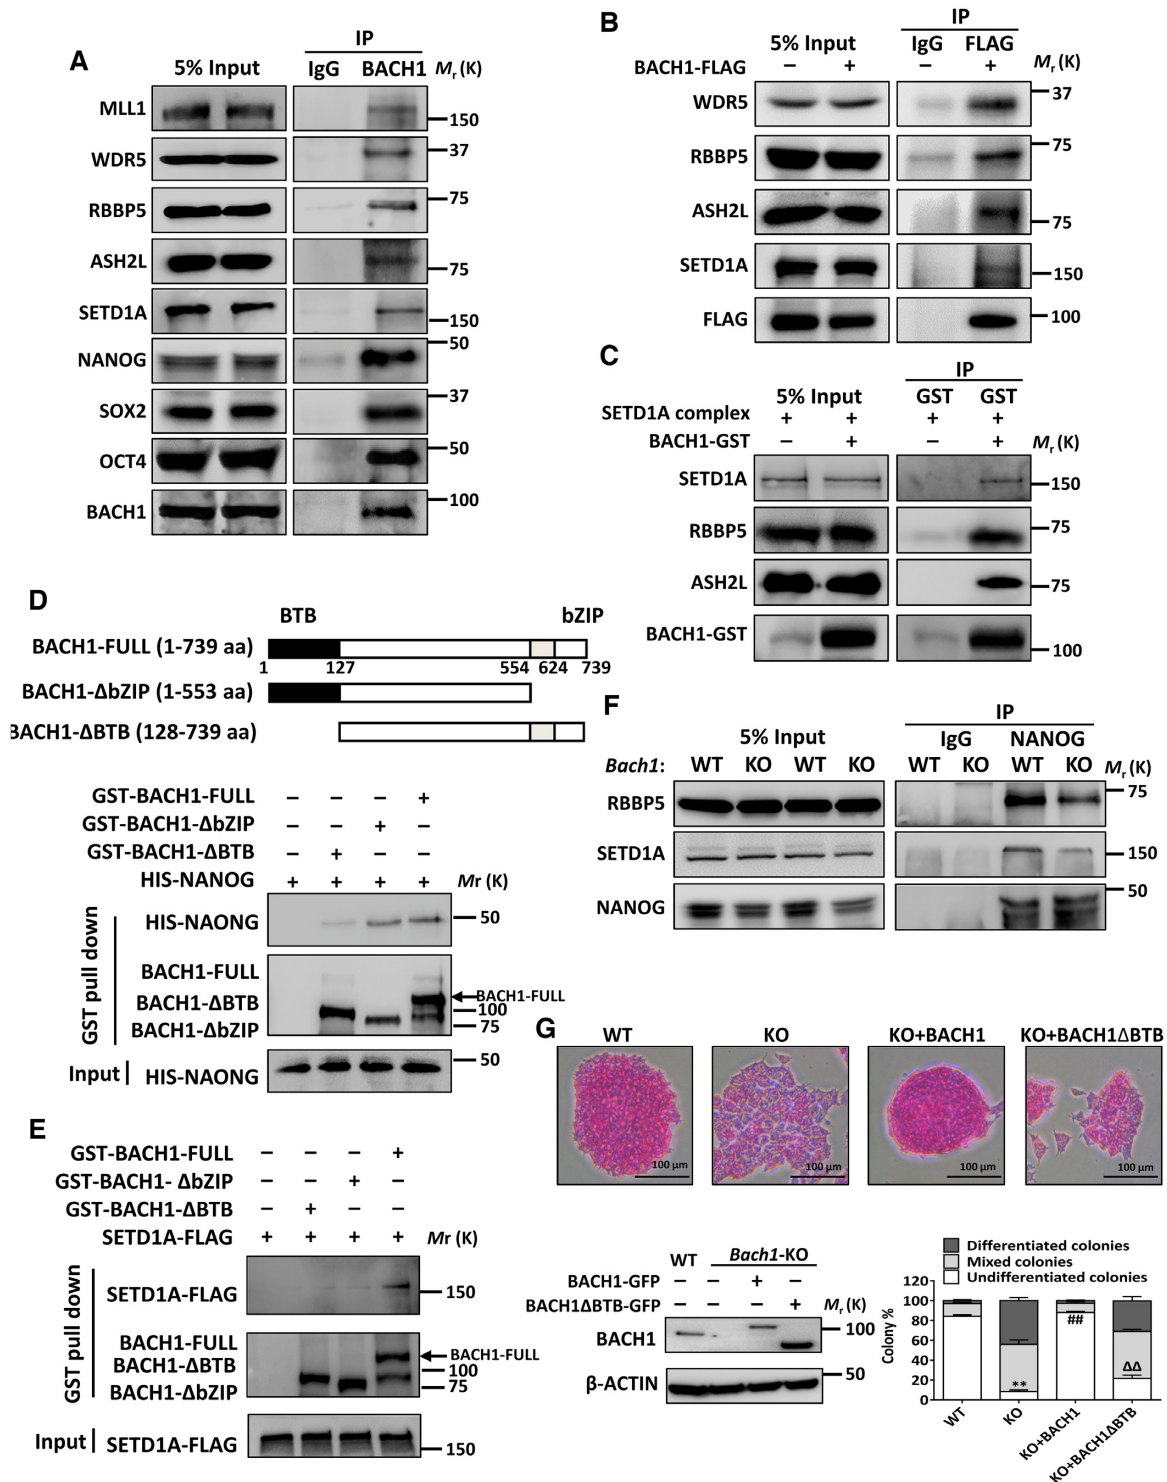 A
IP
5% Input
IgG BACH1 Mr (K)
MLL1
150
WDR5
37
RBBP5
75
ASH2L
75
SETD1A
150
NANOG
50
SOX2
37
OCT4
50
BACH1
100
B
IP
5% Input
IgG FLAG
BACH1-FLAG − + − + Mr (K)
WDR5
37
RBBP5
75
ASH2L
75
SETD1A
150
FLAG
100
C
IP
5% Input
GST GST
SETD1A complex + + + +
BACH1-GST − + − + Mr (K)
SETD1A
150
RBBP5
75
ASH2L
75
BACH1-GST
100
D
BTB bZIP
BACH1-FULL (1-739 aa)
1 127 554 624 739
BACH1-ΔbZIP (1-553 aa)
BACH1-ΔBTB (128-739 aa)
GST-BACH1-FULL − − − +
GST-BACH1-ΔbZIP − − + −
GST-BACH1-ΔBTB − + − −
HIS-NANOG + + + + Mr (K)
GST pull down
HIS-NAONG
50
BACH1-FULL
BACH1-ΔBTB
BACH1-ΔbZIP
BACH1-FULL
100
75
Input
HIS-NAONG
50
E
GST-BACH1-FULL − − − +
GST-BACH1- ΔbZIP − − + −
GST-BACH1-ΔBTB − + − −
SETD1A-FLAG + + + + Mr (K)
GST pull down
SETD1A-FLAG
150
BACH1-FULL
BACH1-ΔBTB
BACH1-ΔbZIP
BACH1-FULL
100
75
Input
SETD1A-FLAG
150
F
IP
5% Input
IgG NANOG
Bach1: WT KO WT KO WT KO WT KO Mr (K)
RBBP5
75
SETD1A
150
NANOG
50
G
WT KO KO+BACH1 KO+BACH1ΔBTB
100 µm 100 µm 100 µm 100 µm
WT Bach1-KO
BACH1-GFP − − + −
BACH1ΔBTB-GFP − − − + Mr (K)
BACH1
100
β-ACTIN
50
Differentiated colonies
Mixed colonies
Undifferentiated colonies
Colony %
120
100
80
60
40
20
0
**
##
ΔΔ
WT
KO
KO+BACH1
KO+BACH1ΔBTB